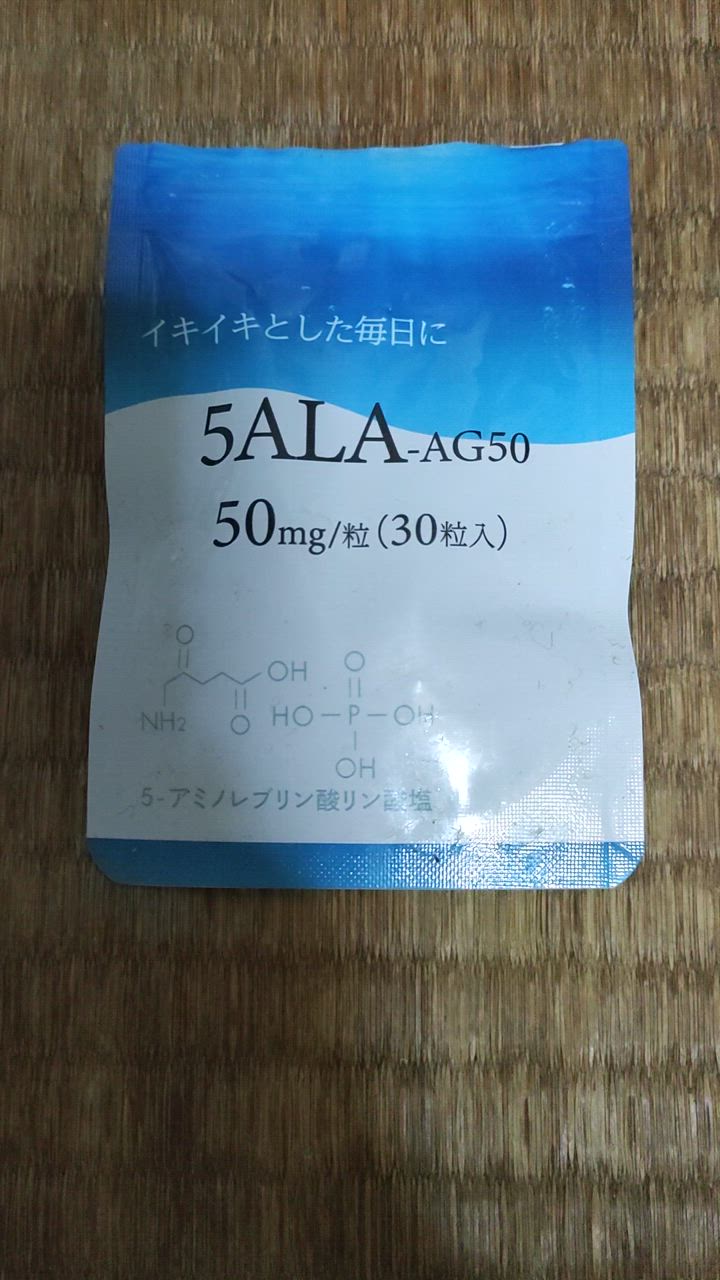 イキイキとした毎日に
5ALA-AG50
50mg/粒(30粒入)
O
OH
O
NH2
O
HO-P-OH
OH
5-アミノレブリン酸リン酸塩